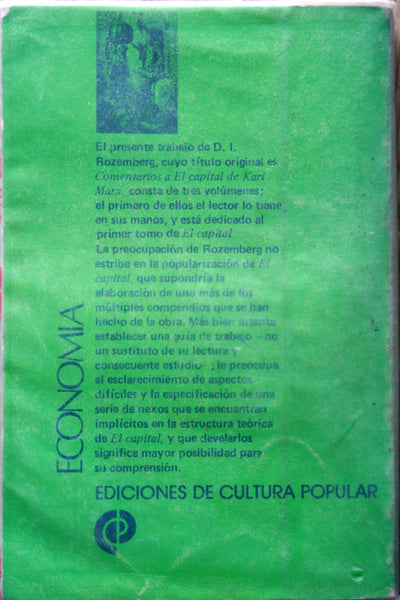 El presente trabajo de D. I.
Rozemberg, cuyo título original es
Comentarios a El capital de Karl
Marx, consta de tres volúmenes;
el primero de ellos el lector lo tiene
en sus manos, y está dedicado al
primer tomo de El capital.
La preocupación de Rozemberg no
estriba en la popularización de El
capital, que supondría la
elaboración de uno más de los
múltiples compendios que se han
hecho de la obra. Más bien intenta
establecer una guía de trabajo —no
un sustituto de su lectura y
consecuente estudio—; le preocupa
el esclarecimiento de aspectos
difíciles y la especificación de una
serie de nexos que se encuentran
implícitos en la estructura teórica
de El capital, y que develarlos
significa mayor posibilidad para
su comprensión.
ECONOMIA
EDICIONES DE CULTURA POPULAR